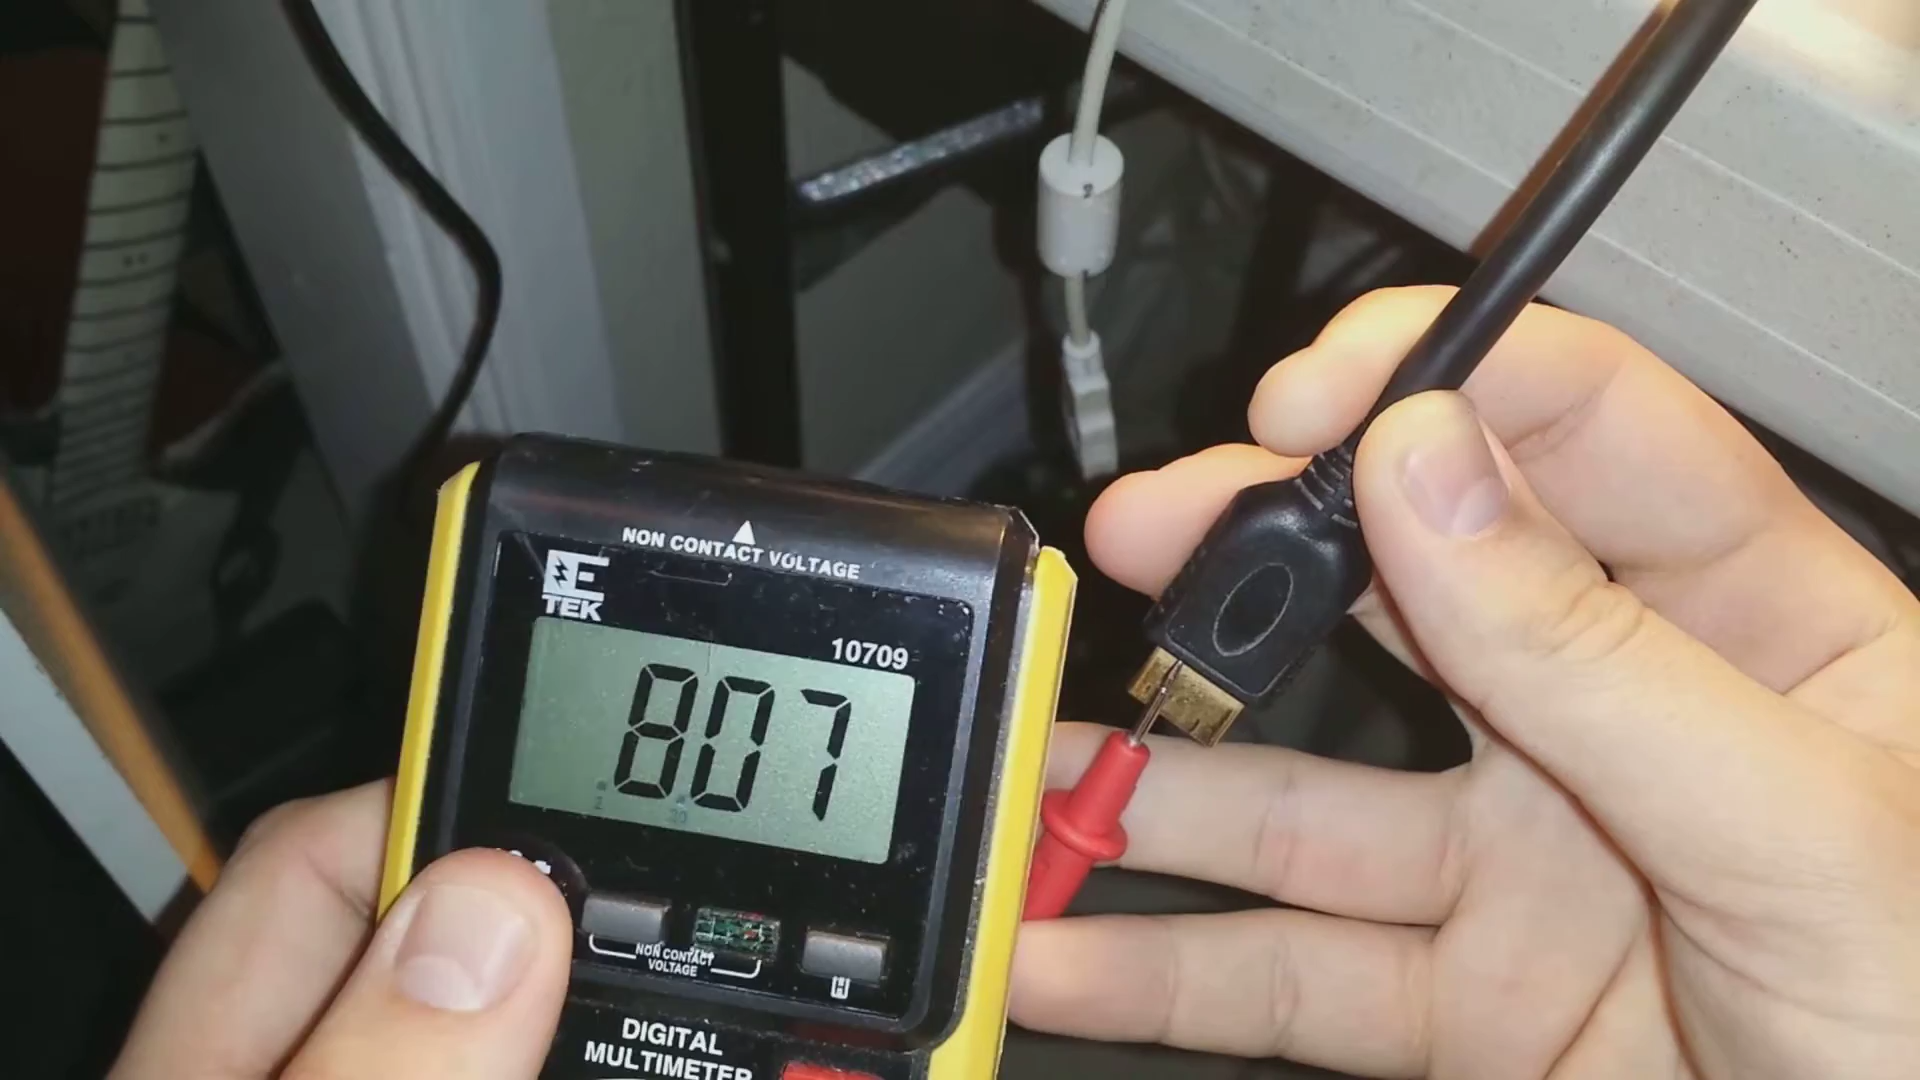 NON CONTACT VOLTAGE
E
TEK
10709
807
NON CONTACT
VOLTAGE
H
DIGITAL
MULTIMETER